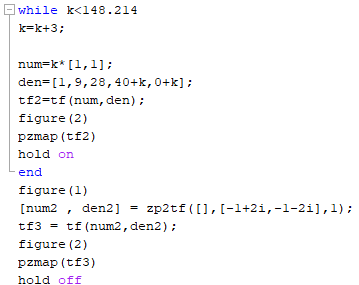 while k<148.214
k=k+3;
num=k*[1,1];
den=[1,9,28,40+k,0+k];
tf2=tf(num,den);
figure(2)
pzmap(tf2)
hold on
end
figure(1)
[num2 , den2] = zp2tf([],[-1+2i,-1-2i],1);
tf3 = tf(num2,den2);
figure(2)
pzmap(tf3)
hold off